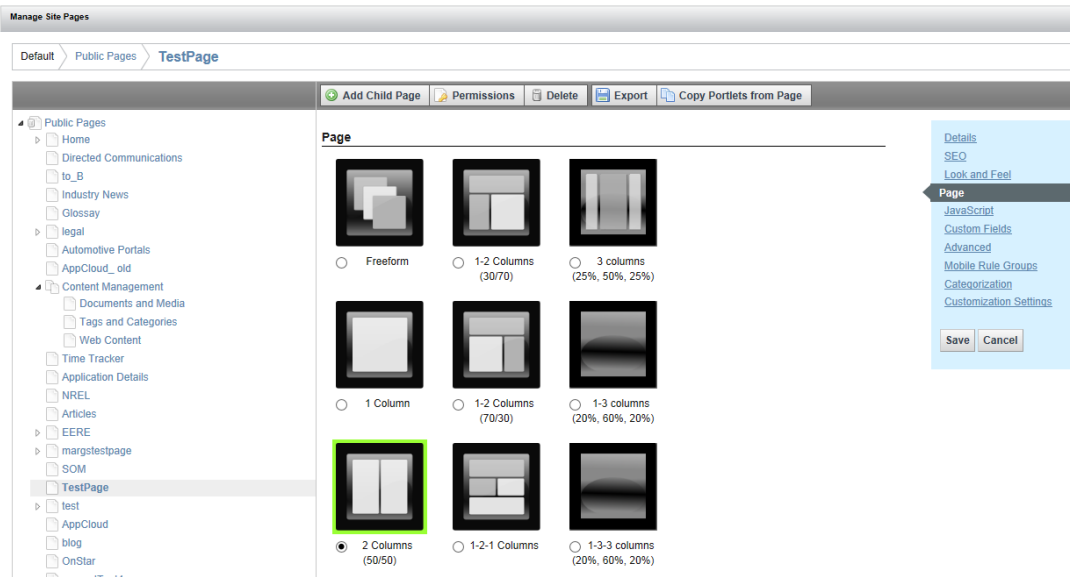 Manage Site Pages
Default Public Pages TestPage
Add Child Page Permissions Delete Export Copy Portlets from Page
Public Pages
Home
Directed Communications
to_B
Industry News
Glossay
legal
Automotive Portals
AppCloud_ old
Content Management
Documents and Media
Tags and Categories
Web Content
Time Tracker
Application Details
NREL
Articles
EERE
margstestpage
SOM
TestPage
test
AppCloud
blog
OnStar
Page
Freeform
1-2 Columns
(30/70)
3 columns
(25%, 50%, 25%)
1 Column
1-2 Columns
(70/30)
1-3 columns
(20%, 60%, 20%)
2 Columns
(50/50)
1-2-1 Columns
1-3-3 columns
(20%, 60%, 20%)
Details
SEO
Look and Feel
Page
JavaScript
Custom Fields
Advanced
Mobile Rule Groups
Categorization
Customization Settings
Save Cancel